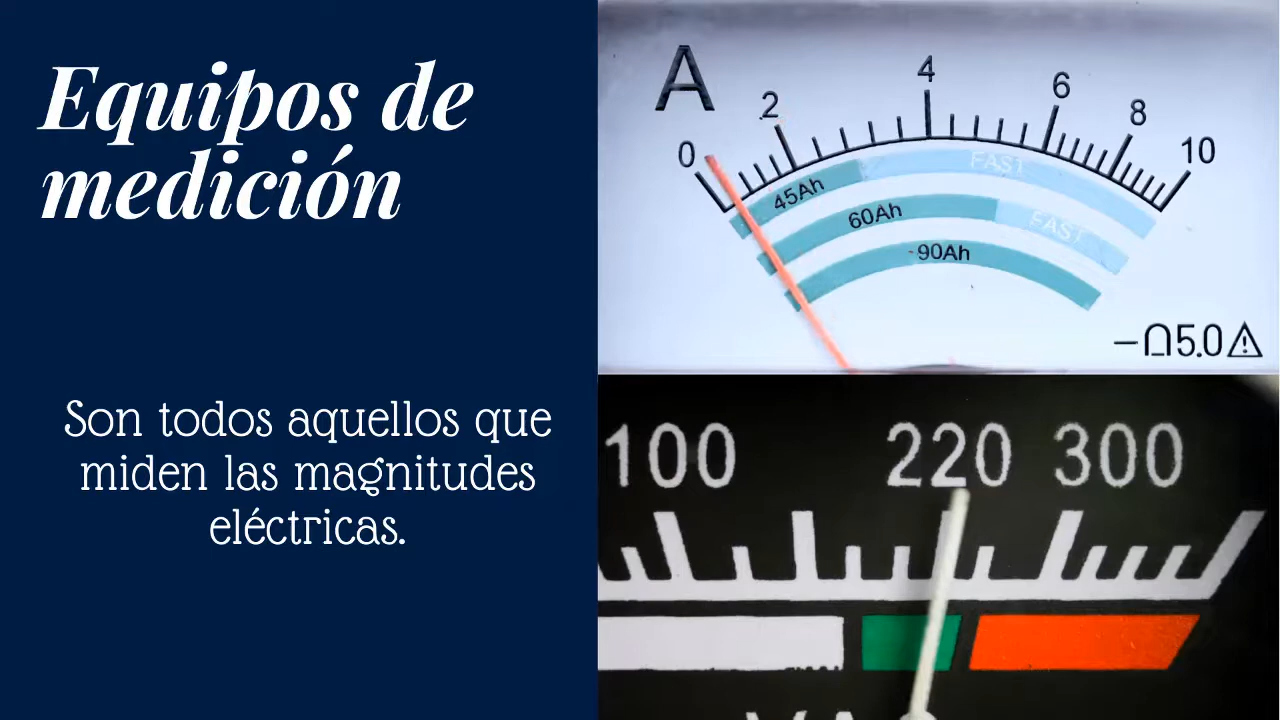 Equipos de
medición
Son todos aquellos que
miden las magnitudes
eléctricas.
A
0 2 4 6 8 10
FAST
45Ah
60Ah
FAST
-90Ah
5.0
100 220 300